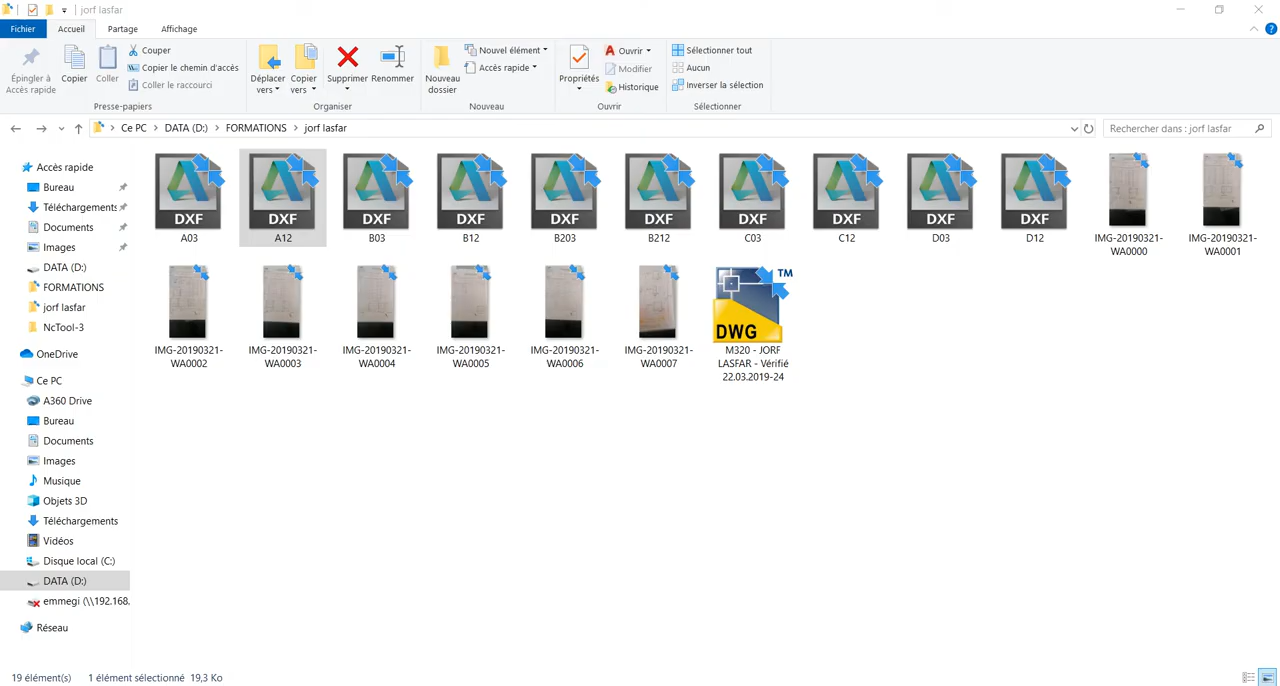 jorf lasfar
Fichier Accueil Partage Affichage
Épingler à Accès rapide
Copier
Coller
Couper
Copier le chemin d'accès
Coller le raccourci
Presse-papiers
Déplacer vers
Copier vers
Supprimer
Renommer
Organiser
Nouveau dossier
Nouvel élément
Accès rapide
Nouveau
Propriétés
Ouvrir
Modifier
Historique
Ouvrir
Sélectionner tout
Aucun
Inverser la sélection
Sélectionner
Ce PC > DATA (D:) > FORMATIONS > jorf lasfar
Rechercher dans : jorf lasfar
Accès rapide
Bureau
Téléchargements
Documents
Images
DATA (D:)
FORMATIONS
jorf lasfar
NcTool-3
OneDrive
Ce PC
A360 Drive
Bureau
Documents
Images
Musique
Objets 3D
Téléchargements
Vidéos
Disque local (C:)
DATA (D:)
emmegi (\\192.168.
Réseau
DXF DXF DXF DXF DXF DXF DXF DXF DXF DXF
A03 A12 B03 B12 B203 B212 C03 C12 D03 D12 IMG-20190321-WA0000 IMG-20190321-WA0001
TM
DWG
IMG-20190321-WA0002 IMG-20190321-WA0003 IMG-20190321-WA0004 IMG-20190321-WA0005 IMG-20190321-WA0006 IMG-20190321-WA0007 M320 - JORF LASFAR - Vérifié 22.03.2019-24
19 élément(s) 1 élément sélectionné 19,3 Ko